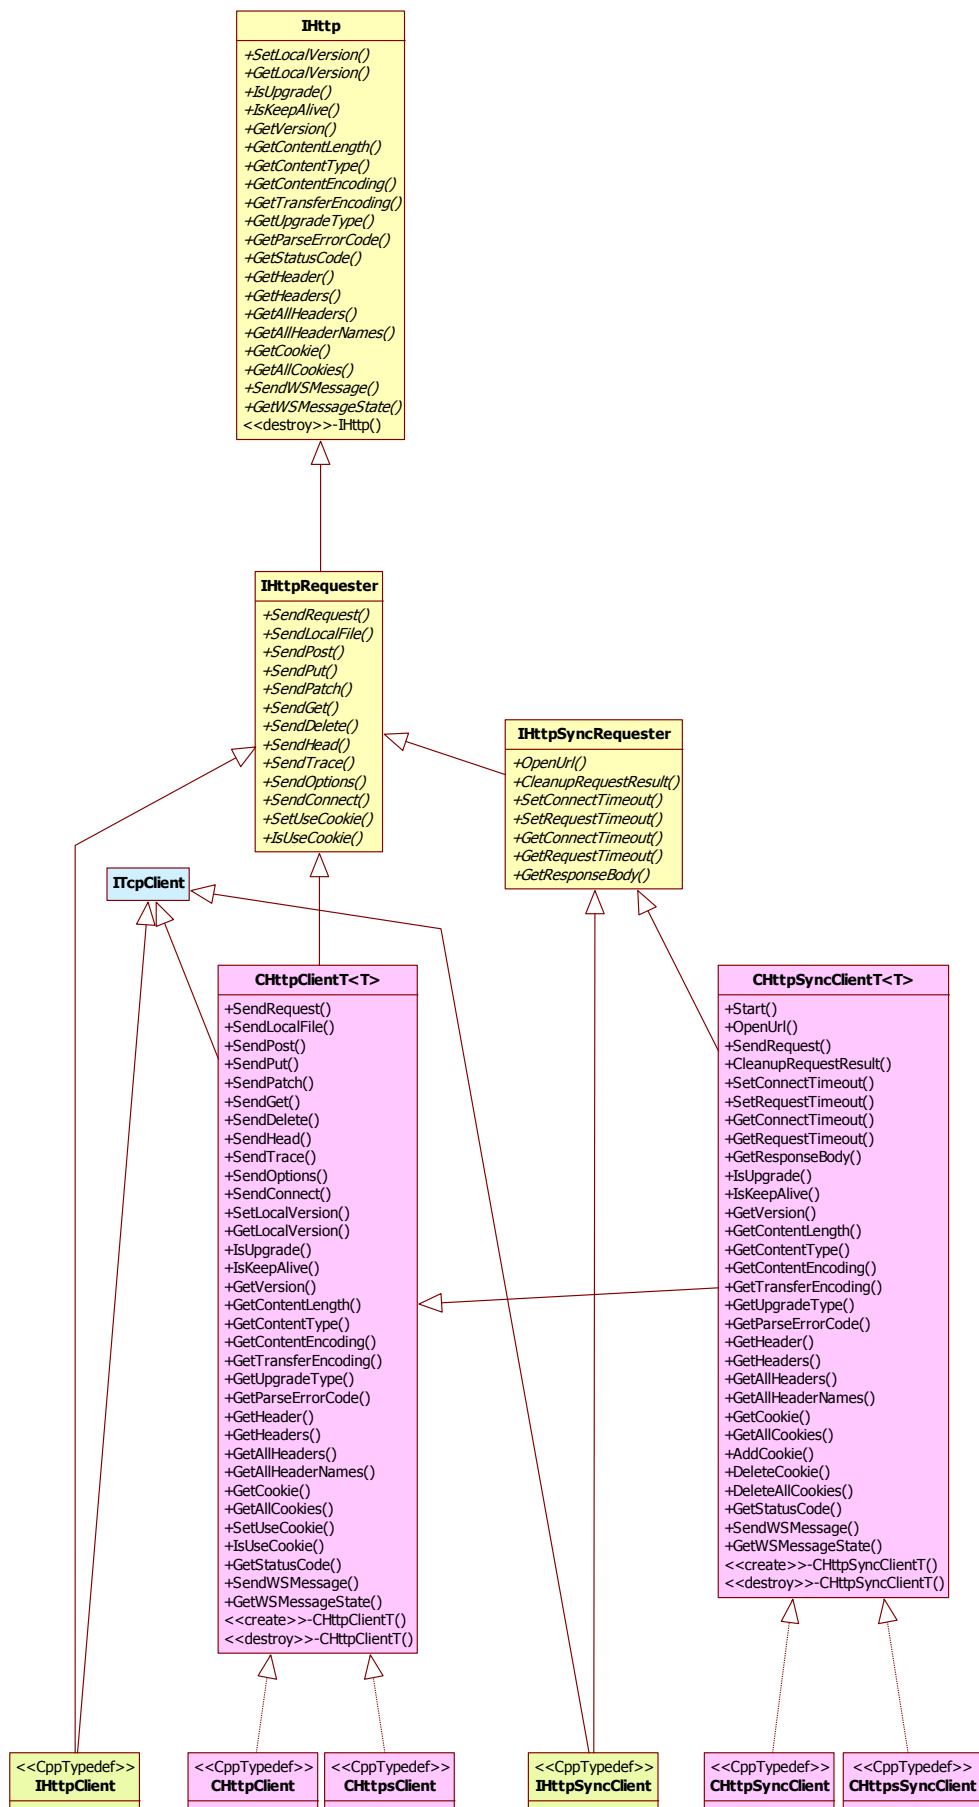 IHttp
+SetLocalVersion()
+GetLocalVersion()
+IsUpgrade()
+IsKeepAlive()
+GetVersion()
+GetContentLength()
+GetContentType()
+GetContentEncoding()
+GetTransferEncoding()
+GetUpgradeType()
+GetParseErrorCode()
+GetStatusCode()
+GetHeader()
+GetHeaders()
+GetAllHeaders()
+GetAllHeaderNames()
+GetCookie()
+GetAllCookies()
+SendWSMessage()
+GetWSMessageState()
<<destroy>>-IHttp()
IHttpRequester
+SendRequest()
+SendLocalFile()
+SendPost()
+SendPut()
+SendPatch()
+SendGet()
+SendDelete()
+SendHead()
+SendTrace()
+SendOptions()
+SendConnect()
+SetUseCookie()
+IsUseCookie()
IHttpSyncRequester
+OpenUrl()
+CleanupRequestResult()
+SetConnectTimeout()
+SetRequestTimeout()
+GetConnectTimeout()
+GetRequestTimeout()
+GetResponseBody()
ITcpClient
CHttpClientT<T>
+SendRequest()
+SendLocalFile()
+SendPost()
+SendPut()
+SendPatch()
+SendGet()
+SendDelete()
+SendHead()
+SendTrace()
+SendOptions()
+SendConnect()
+SetLocalVersion()
+GetLocalVersion()
+IsUpgrade()
+IsKeepAlive()
+GetVersion()
+GetContentLength()
+GetContentType()
+GetContentEncoding()
+GetTransferEncoding()
+GetUpgradeType()
+GetParseErrorCode()
+GetHeader()
+GetHeaders()
+GetAllHeaders()
+GetAllHeaderNames()
+GetCookie()
+GetAllCookies()
+SetUseCookie()
+IsUseCookie()
+GetStatusCode()
+SendWSMessage()
+GetWSMessageState()
<<create>>-CHttpClientT()
<<destroy>>-CHttpClientT()
CHttpSyncClientT<T>
+Start()
+OpenUrl()
+SendRequest()
+CleanupRequestResult()
+SetConnectTimeout()
+SetRequestTimeout()
+GetConnectTimeout()
+GetRequestTimeout()
+GetResponseBody()
+IsUpgrade()
+IsKeepAlive()
+GetVersion()
+GetContentLength()
+GetContentType()
+GetContentEncoding()
+GetTransferEncoding()
+GetUpgradeType()
+GetParseErrorCode()
+GetHeader()
+GetHeaders()
+GetAllHeaders()
+GetAllHeaderNames()
+GetCookie()
+GetAllCookies()
+AddCookie()
+DeleteCookie()
+DeleteAllCookies()
+GetStatusCode()
+SendWSMessage()
+GetWSMessageState()
<<create>>-CHttpSyncClientT()
<<destroy>>-CHttpSyncClientT()
<<CppTypedef>>
IHttpClient
<<CppTypedef>>
CHttpClient
<<CppTypedef>>
CHttpsClient
<<CppTypedef>>
IHttpSyncClient
<<CppTypedef>>
CHttpSyncClient
<<CppTypedef>>
CHttpsSyncClient